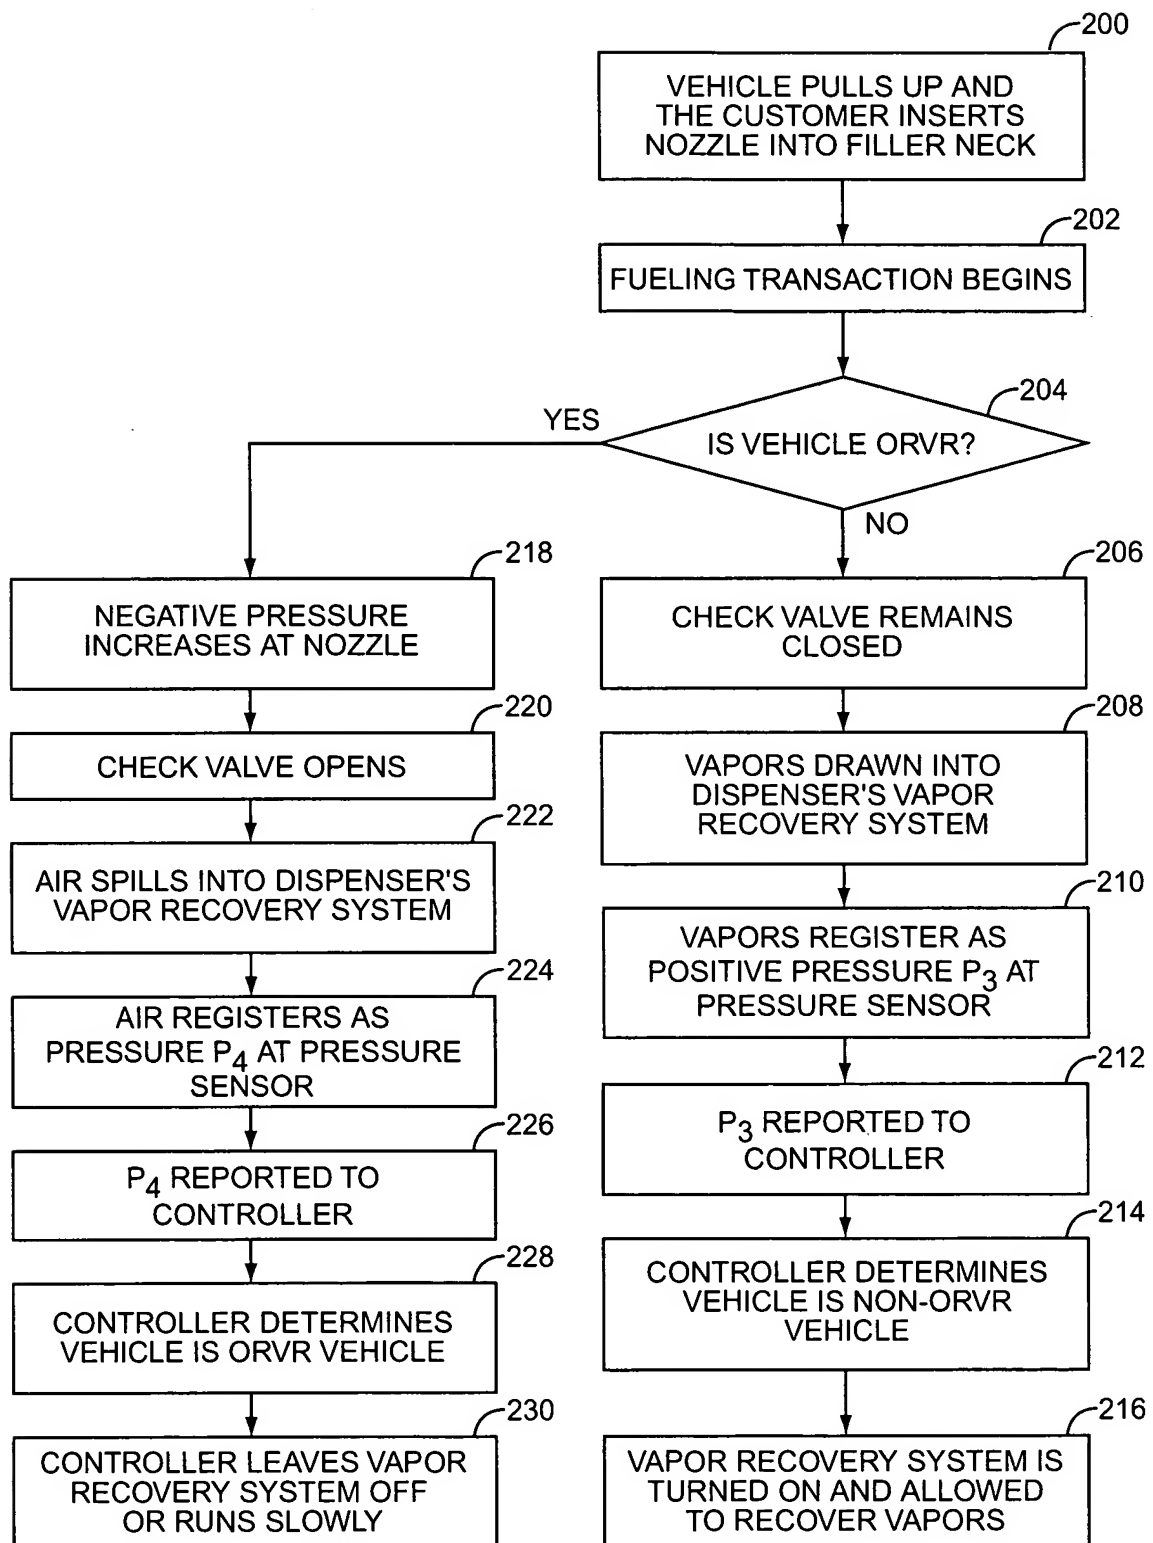 200
VEHICLE PULLS UP AND
THE CUSTOMER INSERTS
NOZZLE INTO FILLER NECK
202
FUELING TRANSACTION BEGINS
204
IS VEHICLE ORVR?
YES
NO
218
NEGATIVE PRESSURE
INCREASES AT NOZZLE
220
CHECK VALVE OPENS
222
AIR SPILLS INTO DISPENSER'S
VAPOR RECOVERY SYSTEM
224
AIR REGISTERS AS
PRESSURE P4 AT PRESSURE
SENSOR
226
P4 REPORTED TO
CONTROLLER
228
CONTROLLER DETERMINES
VEHICLE IS ORVR VEHICLE
230
CONTROLLER LEAVES VAPOR
RECOVERY SYSTEM OFF
OR RUNS SLOWLY
206
CHECK VALVE REMAINS
CLOSED
208
VAPORS DRAWN INTO
DISPENSER'S VAPOR
RECOVERY SYSTEM
210
VAPORS REGISTER AS
POSITIVE PRESSURE P3 AT
PRESSURE SENSOR
212
P3 REPORTED TO
CONTROLLER
214
CONTROLLER DETERMINES
VEHICLE IS NON-ORVR
VEHICLE
216
VAPOR RECOVERY SYSTEM IS
TURNED ON AND ALLOWED
TO RECOVER VAPORS